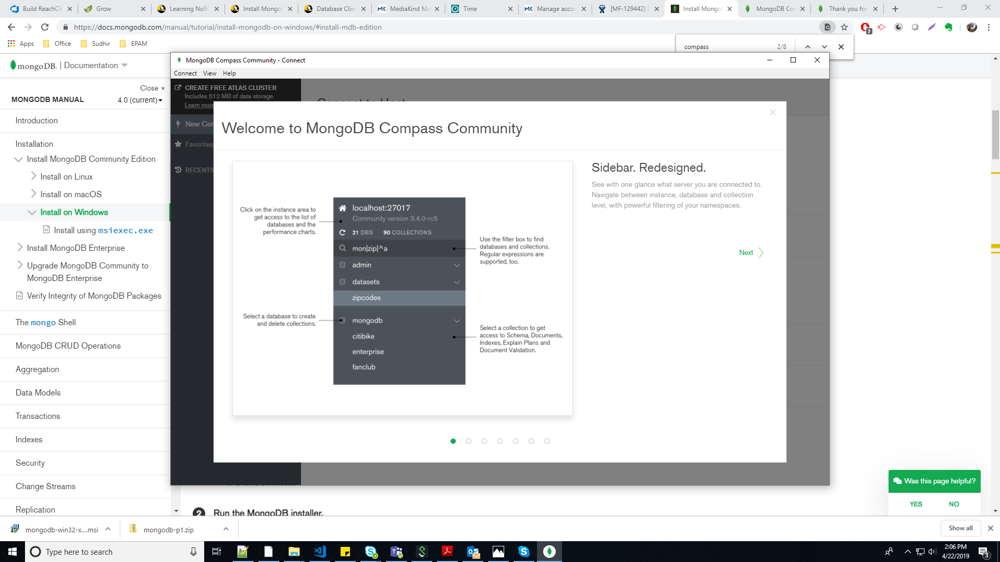 Build ReachCli
Grow
Learning NoSC
Install Mongo
Database Clini
MediaKind Me
Time
Manage accou
[MF-129442] [
Install Mongo
MongoDB Co
Thank you for
https://docs.mongodb.com/manual/tutorial/install-mongodb-on-windows/#install-mdb-edition
7
Apps
Office
Sudhir
EPAM
compass
2/8
mongoDB. | Documentation
MongoDB Compass Community - Connect
Connect View Help
CREATE FREE ATLAS CLUSTER
Includes 512 MB of data storage.
Learn more
Connect to Host
New Con
Favorites
RECENTS
Close ×
MONGODB MANUAL
4.0 (current)
Introduction
Installation
Install MongoDB Community Edition
Install on Linux
Install on macOS
Install on Windows
Install using msiexec.exe
Install MongoDB Enterprise
Upgrade MongoDB Community to
MongoDB Enterprise
Verify Integrity of MongoDB Packages
The mongo Shell
MongoDB CRUD Operations
Aggregation
Data Models
Transactions
Indexes
Security
Change Streams
Replication
Welcome to MongoDB Compass Community
Click on the instance area to
get access to the list of
databases and the
performance charts.
localhost:27017
Community version 3.4.0-rc5
21 DBS 90 COLLECTIONS
mon|zip|^a
admin
datasets
zipcodes
mongodb
citibike
enterprise
fanclub
Use the filter box to find
databases and collections.
Regular expressions are
supported, too.
Select a database to create
and delete collections.
Select a collection to get
access to Schema, Documents,
Indexes, Explain Plans and
Document Validation.
Sidebar. Redesigned.
See with one glance what server you are connected to.
Navigate between instance, database and collection
level, with powerful filtering of your namespaces.
Next
2 Run the MongoDB installer.
Was this page helpful?
YES NO
mongodb-win32-x....msi
mongodb-p1.zip
Show all
Type here to search
2:06 PM
4/22/2019
3